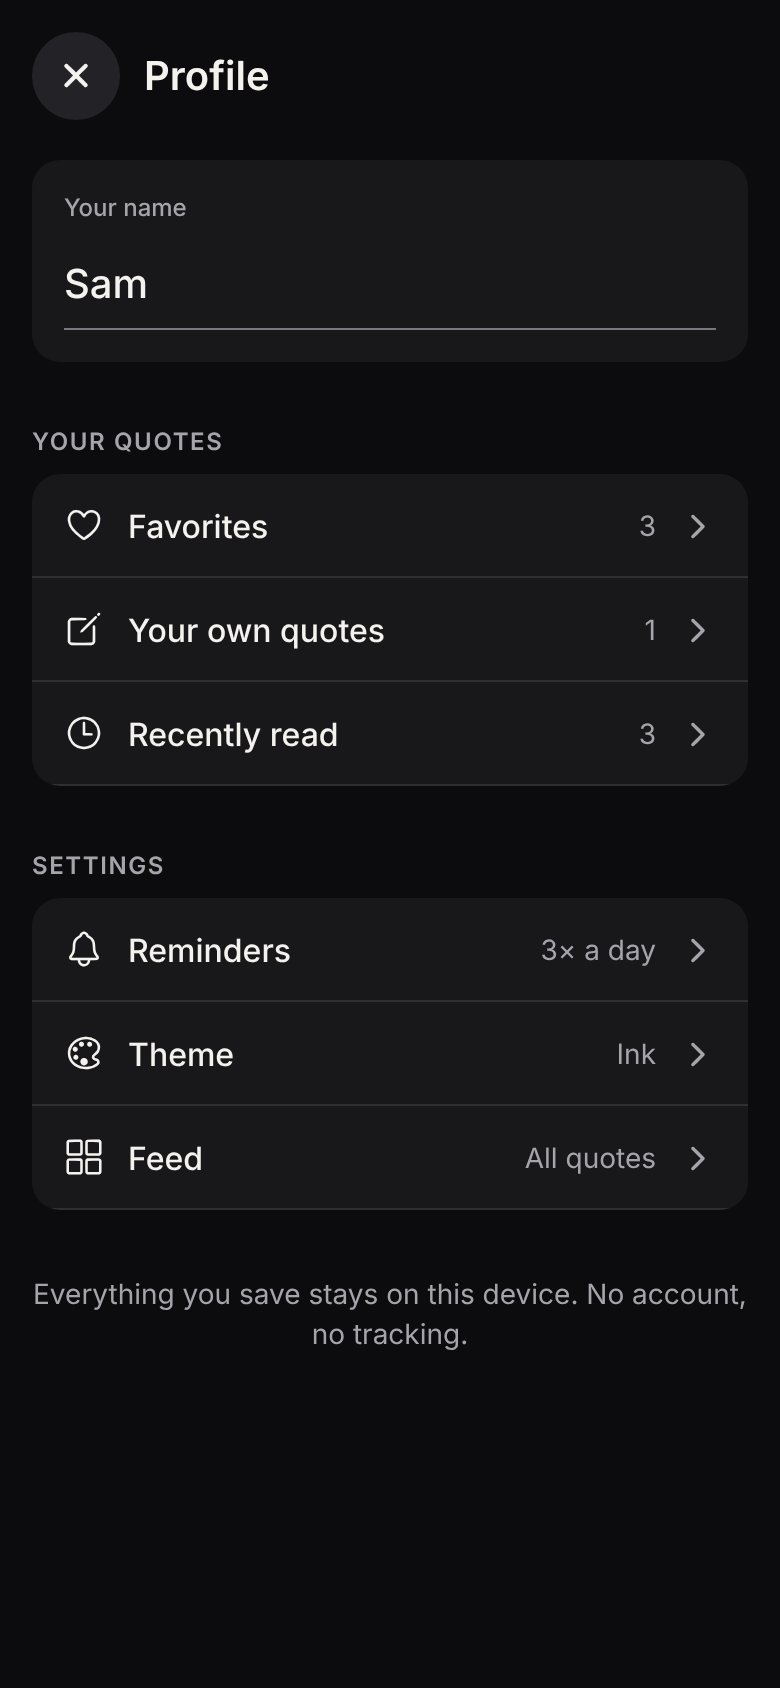 Profile
Your name
Sam
YOUR QUOTES
Favorites 3
Your own quotes 1
Recently read 3
SETTINGS
Reminders 3× a day
Theme Ink
Feed All quotes
Everything you save stays on this device. No account,
no tracking.